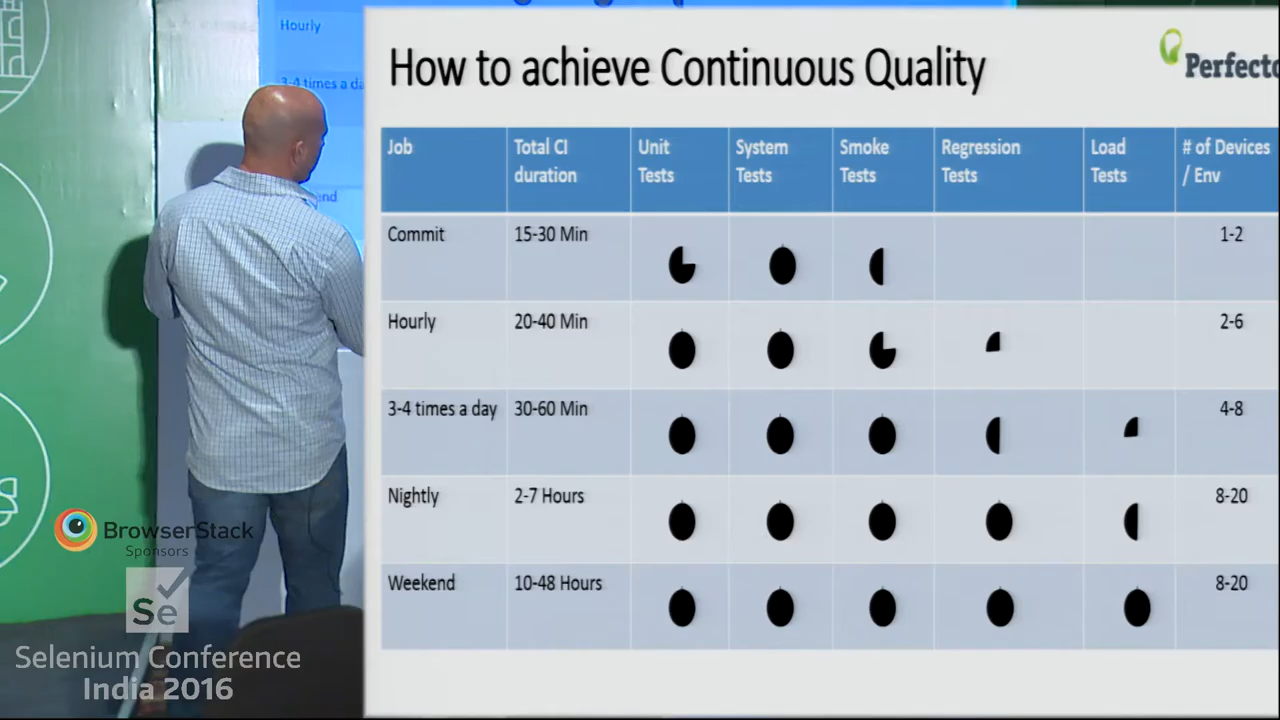 Hourly
3-4 times a da
end
How to achieve Continuous Quality
Perfecto
Job
Total CI
duration
Unit
Tests
System
Tests
Smoke
Tests
Regression
Tests
Load
Tests
# of Devices
/ Env
Commit
15-30 Min
1-2
Hourly
20-40 Min
2-6
3-4 times a day
30-60 Min
4-8
Nightly
2-7 Hours
8-20
Weekend
10-48 Hours
8-20
BrowserStack
Sponsors
Se
Selenium Conference
India 2016